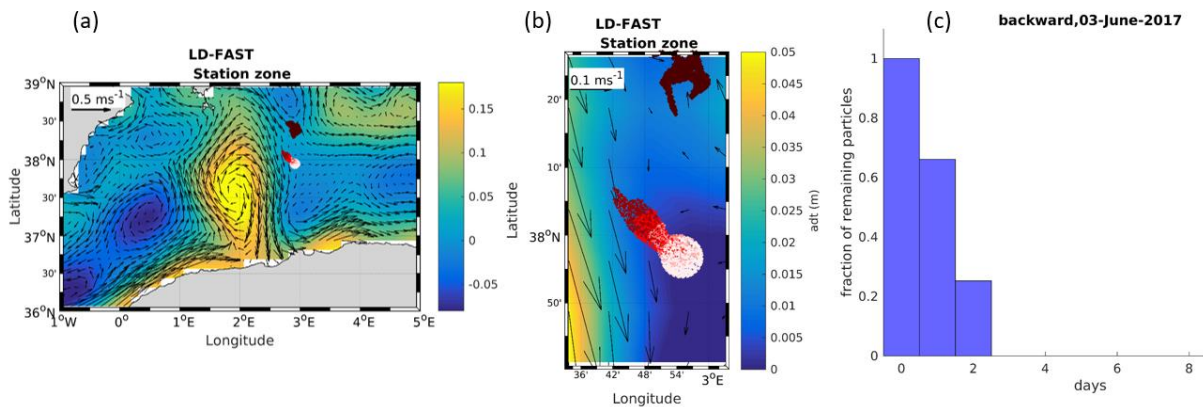 (a)
LD-FAST
Station zone
0.5 ms⁻¹
39°N
30'
38°N
30'
37°N
30'
36°N
1°W
0°
1°E
2°E
3°E
4°E
5°E
Latitude
Longitude
0.15
0.1
0.05
0
-0.05
(b)
LD-FAST
Station zone
0.1 ms⁻¹
20'
10'
38°N
50'
36'
42'
48'
54'
3°E
Latitude
Longitude
0.05
0.045
0.04
0.035
0.03
0.025
0.02
0.015
0.01
0.005
0
adt (m)
(c)
backward,03-June-2017
1
0.8
0.6
0.4
0.2
0
fraction of remaining particles
0
2
4
6
8
days